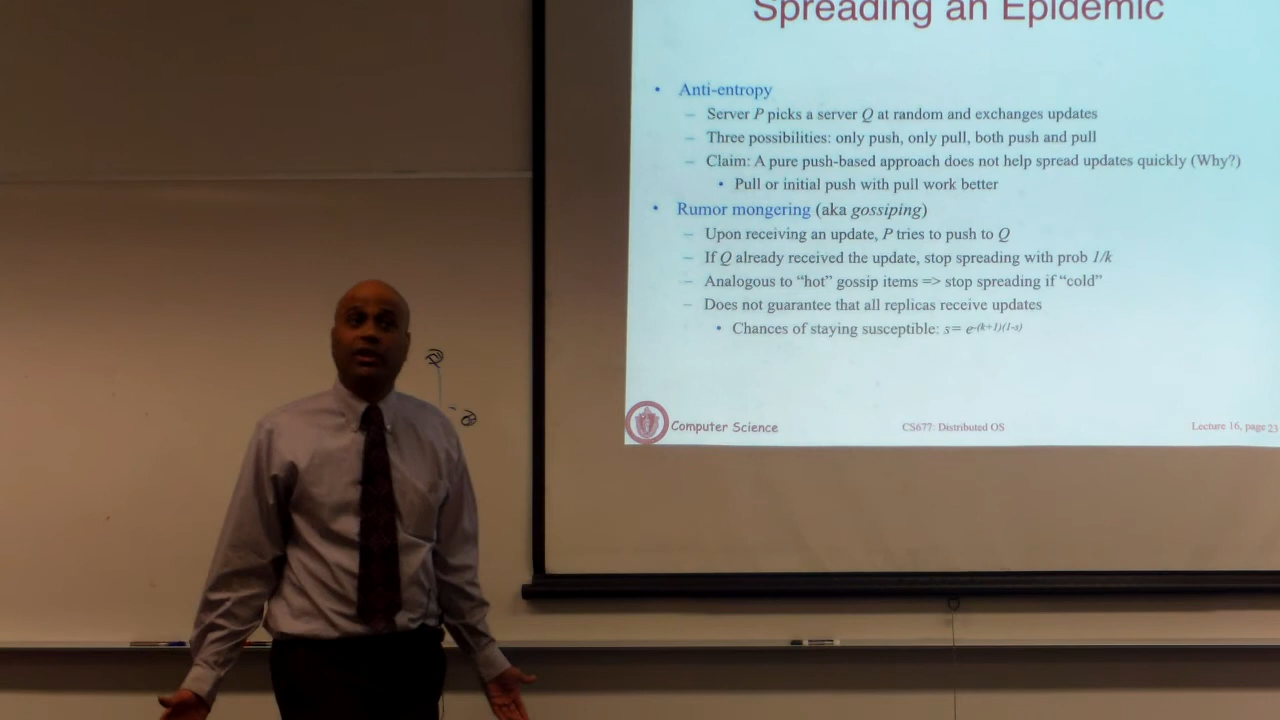 Spreading an Epidemic
• Anti-entropy
– Server P picks a server Q at random and exchanges updates
– Three possibilities: only push, only pull, both push and pull
– Claim: A pure push-based approach does not help spread updates quickly (Why?)
• Pull or initial push with pull work better
• Rumor mongering (aka gossiping)
– Upon receiving an update, P tries to push to Q
– If Q already received the update, stop spreading with prob 1/k
– Analogous to “hot” gossip items => stop spreading if “cold”
– Does not guarantee that all replicas receive updates
• Chances of staying susceptible: s= e-(k+1)(1-s)
Computer Science
CS677: Distributed OS
Lecture 16, page 23